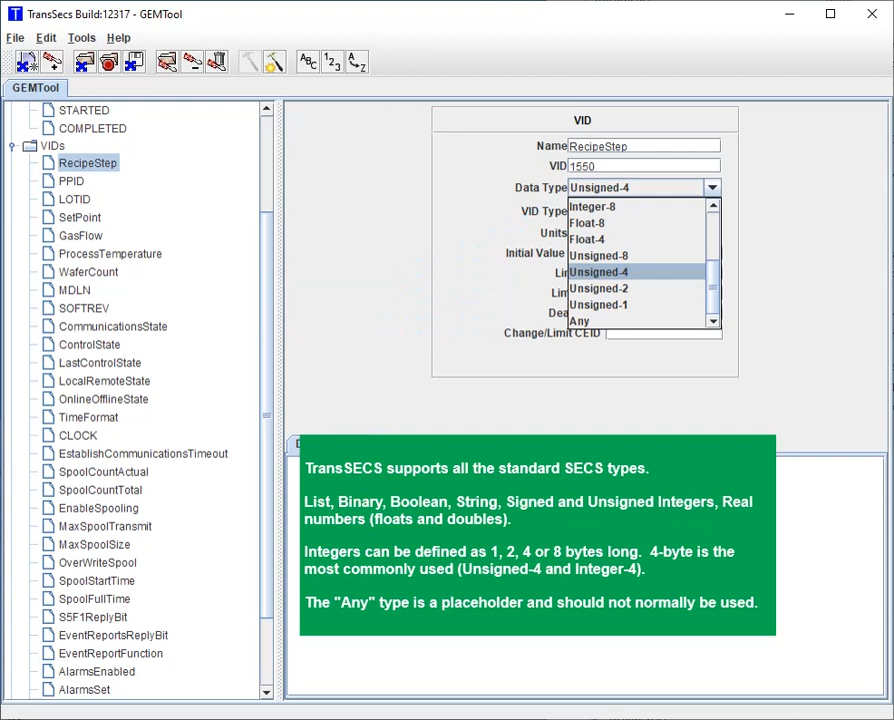 TransSecs Build:12317 - GEMTool
File Edit Tools Help
ABC 123 A Z
GEMTool
STARTED
COMPLETED
VIDs
RecipeStep
PPID
LOTID
SetPoint
GasFlow
ProcessTemperature
WaferCount
MDLN
SOFTREV
CommunicationsState
ControlState
LastControlState
LocalRemoteState
OnlineOfflineState
TimeFormat
CLOCK
EstablishCommunicationsTimeout
SpoolCountActual
SpoolCountTotal
EnableSpooling
MaxSpoolTransmit
MaxSpoolSize
OverWriteSpool
SpoolStartTime
SpoolFullTime
S5F1ReplyBit
EventReportsReplyBit
EventReportFunction
AlarmsEnabled
AlarmsSet
VID
Name RecipeStep
VID 1550
Data Type Unsigned-4
VID Type
Units
Initial Value
Change/Limit CEID
Integer-8
Float-8
Float-4
Unsigned-8
Unsigned-4
Unsigned-2
Unsigned-1
Any
TransSECS supports all the standard SECS types.
List, Binary, Boolean, String, Signed and Unsigned Integers, Real
numbers (floats and doubles).
Integers can be defined as 1, 2, 4 or 8 bytes long. 4-byte is the
most commonly used (Unsigned-4 and Integer-4).
The "Any" type is a placeholder and should not normally be used.